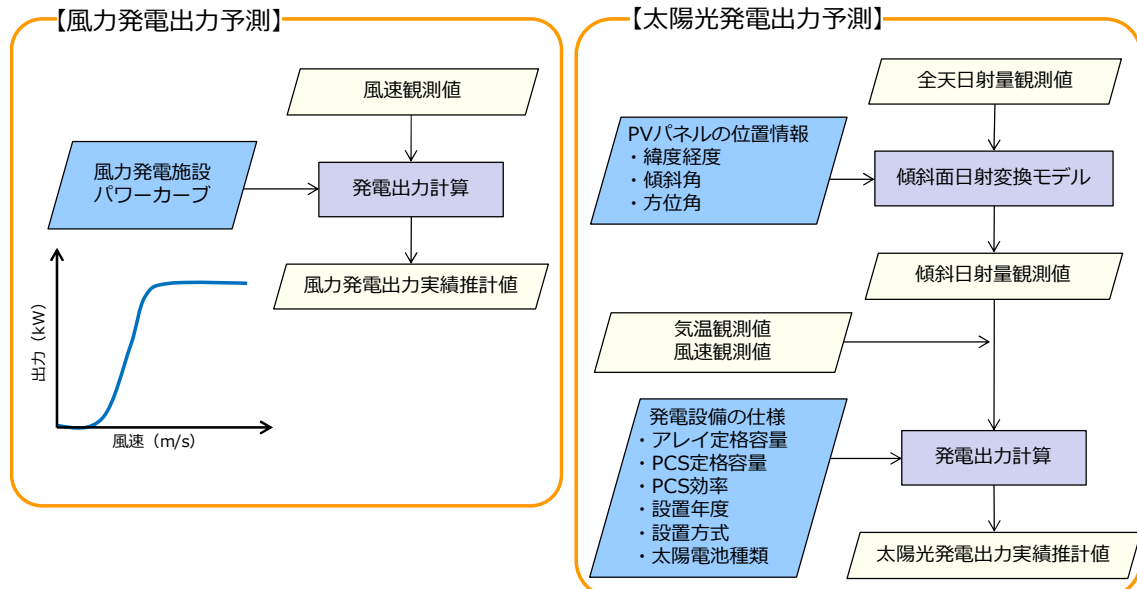 【風力発電出力予測】
風速観測値
風力発電施設
パワーカーブ
発電出力計算
風力発電出力実績推計値
出力（kW）
風速（m/s）
【太陽光発電出力予測】
全天日射量観測値
PVパネルの位置情報
・緯度経度
・傾斜角
・方位角
傾斜面日射変換モデル
傾斜日射量観測値
気温観測値
風速観測値
発電設備の仕様
・アレイ定格容量
・PCS定格容量
・PCS効率
・設置年度
・設置方式
・太陽電池種類
発電出力計算
太陽光発電出力実績推計値